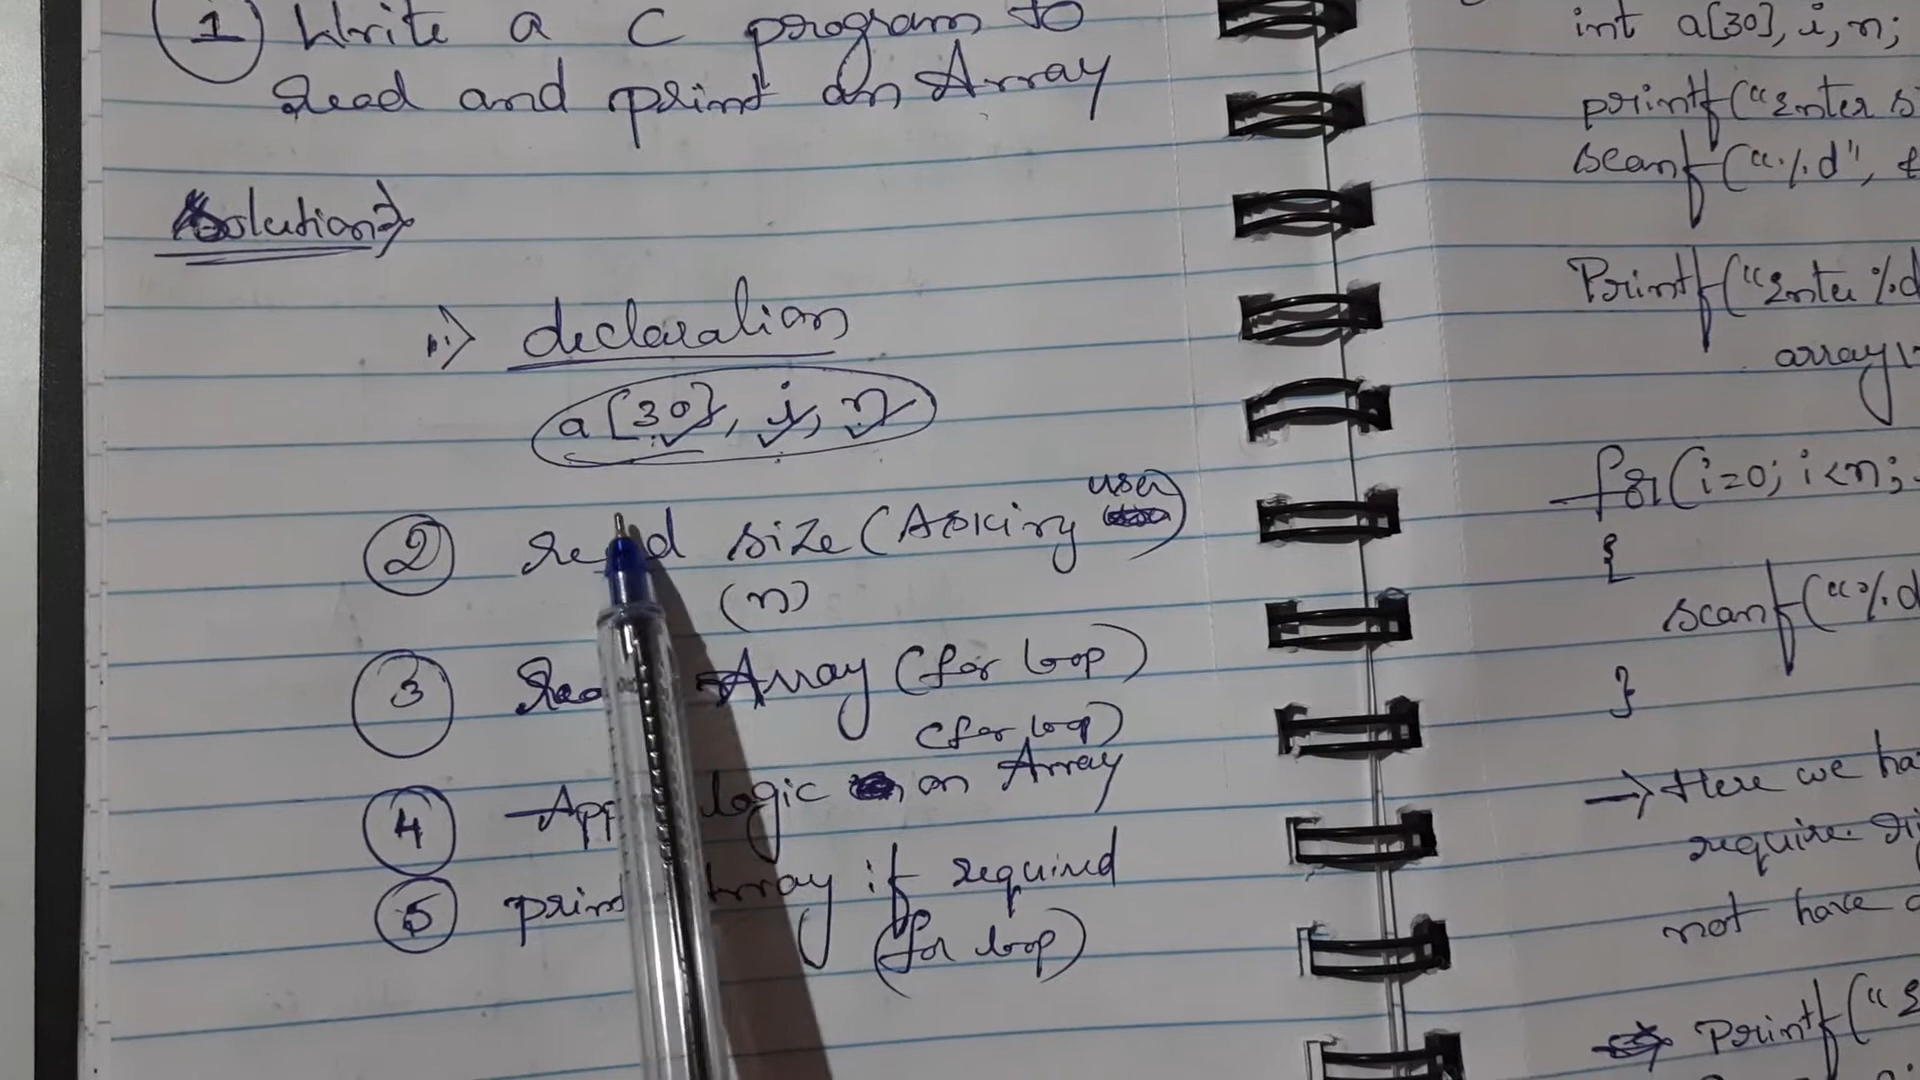 1 Write a C program to
Read and print an Array
Solution⇒
1:) declaration
a[30], i, n
2 Read size (Asking user)
(n)
3 Array (for loop)
(for loop)
4 logic on Array
5 print Array if required
(for loop)
int a[30], i, n;
printf("Enter
scanf("%d",
Printf("Enter %d
array
for(i=0; i<n;
{
scanf("%d
}
→ Here we
require
not have
Printf("